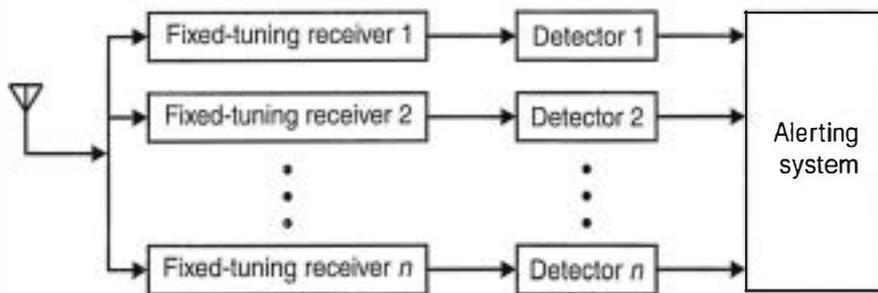 Fixed-tuning receiver 1
Detector 1
Fixed-tuning receiver 2
Detector 2
Alerting
system
Fixed-tuning receiver n
Detector n